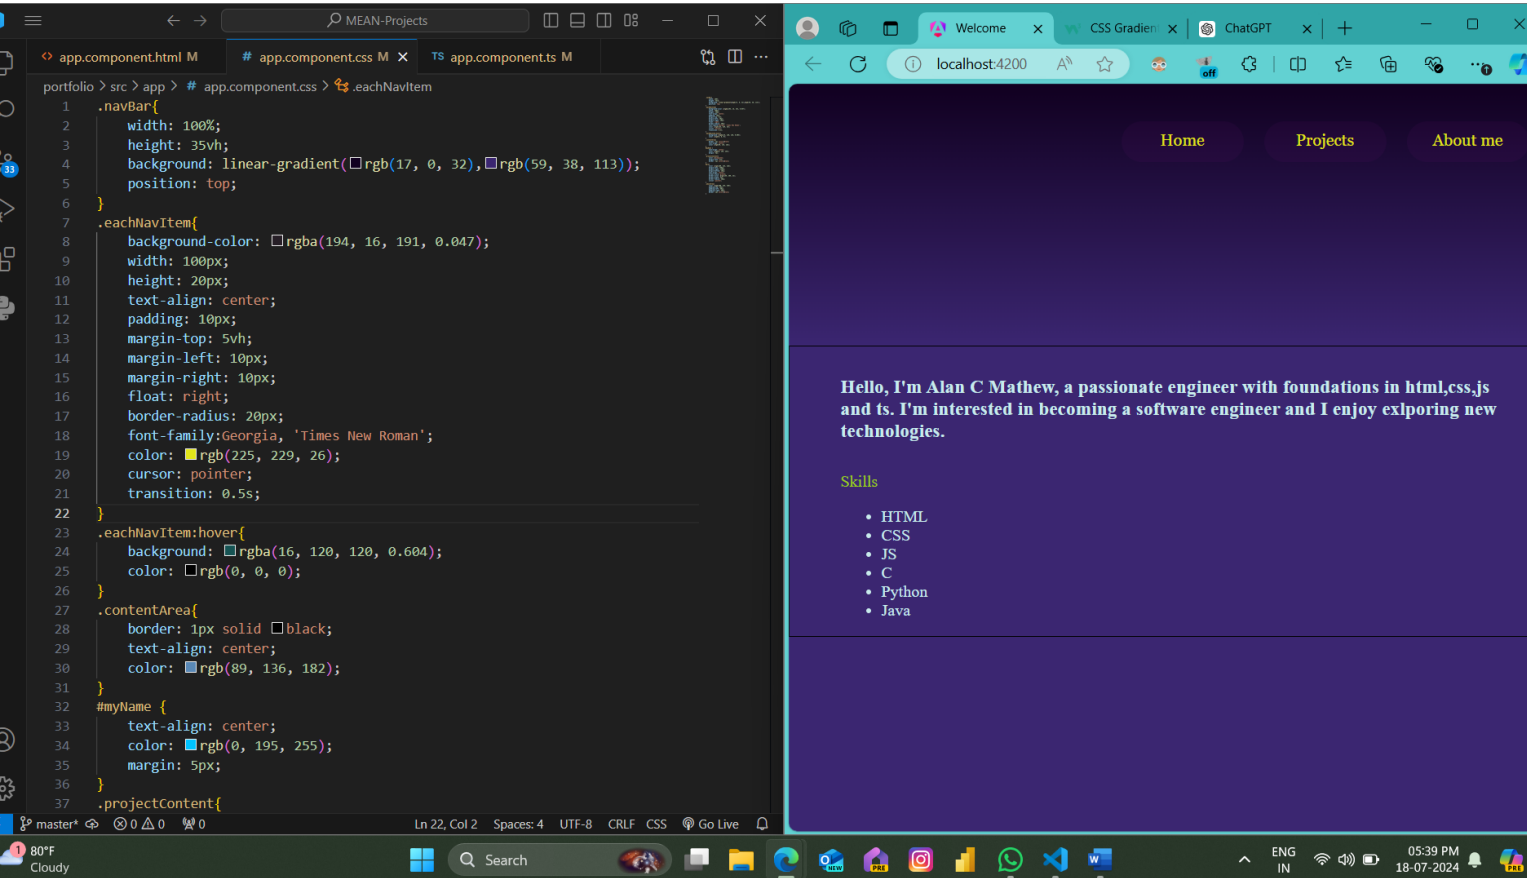 MEAN-Projects
app.component.html M
# app.component.css M
TS app.component.ts M
portfolio > src > app > # app.component.css > .eachNavItem
1 .navBar{
2 width: 100%;
3 height: 35vh;
4 background: linear-gradient(rgb(17, 0, 32),rgb(59, 38, 113));
5 position: top;
6 }
7 .eachNavItem{
8 background-color: rgba(194, 16, 191, 0.047);
9 width: 100px;
10 height: 20px;
11 text-align: center;
12 padding: 10px;
13 margin-top: 5vh;
14 margin-left: 10px;
15 margin-right: 10px;
16 float: right;
17 border-radius: 20px;
18 font-family:Georgia, 'Times New Roman';
19 color: rgb(225, 229, 26);
20 cursor: pointer;
21 transition: 0.5s;
22 }
23 .eachNavItem:hover{
24 background: rgba(16, 120, 120, 0.604);
25 color: rgb(0, 0, 0);
26 }
27 .contentArea{
28 border: 1px solid black;
29 text-align: center;
30 color: rgb(89, 136, 182);
31 }
32 #myName {
33 text-align: center;
34 color: rgb(0, 195, 255);
35 margin: 5px;
36 }
37 .projectContent{
33
master* 0 0 0
Ln 22, Col 2 Spaces: 4 UTF-8 CRLF CSS Go Live
Welcome
CSS Gradien
ChatGPT
localhost:4200
off
Home
Projects
About me
Hello, I'm Alan C Mathew, a passionate engineer with foundations in html,css,js
and ts. I'm interested in becoming a software engineer and I enjoy exlporing new
technologies.
Skills
• HTML
• CSS
• JS
• C
• Python
• Java
1
80°F
Cloudy
Search
NEW
PRE
ENG
IN
05:39 PM
18-07-2024
PRE